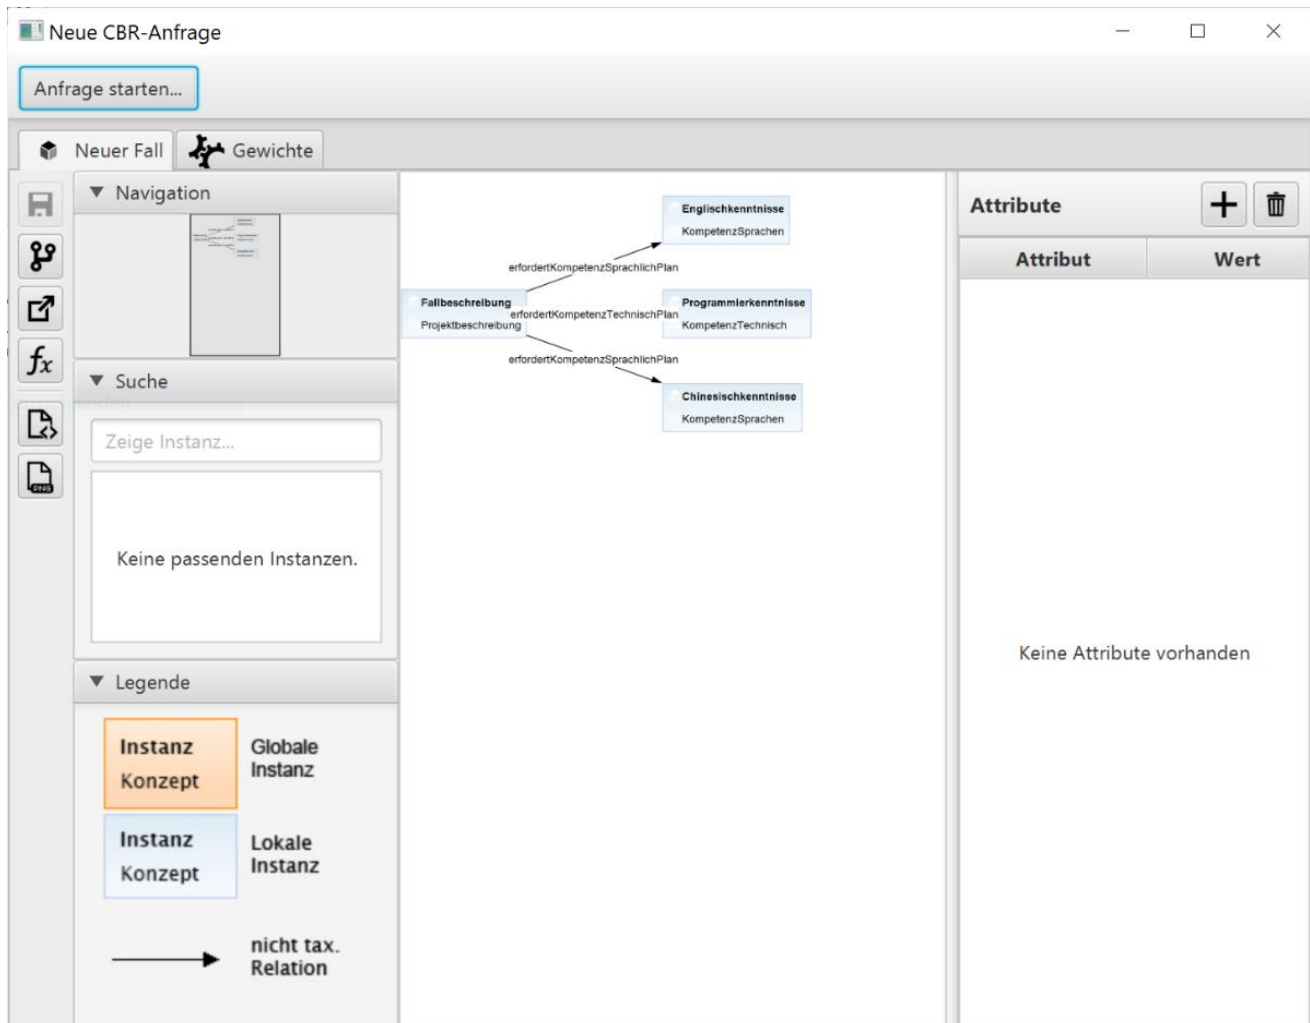 Neue CBR-Anfrage
Anfrage starten...
Neuer Fall
Gewichte
Navigation
Suche
Zeige Instanz...
Keine passenden Instanzen.
Legende
Instanz
Konzept
Globale
Instanz
Instanz
Konzept
Lokale
Instanz
nicht tax.
Relation
fx
PNG
Englischkenntnisse
KompetenzSprachen
erfordertKompetenzSprachlichPlan
Fallbeschreibung
Projektbeschreibung
erfordertKompetenzTechnischPlan
Programmierkenntnisse
KompetenzTechnisch
erfordertKompetenzSprachlichPlan
Chinesischkenntnisse
KompetenzSprachen
Attribute
Attribut
Wert
Keine Attribute vorhanden